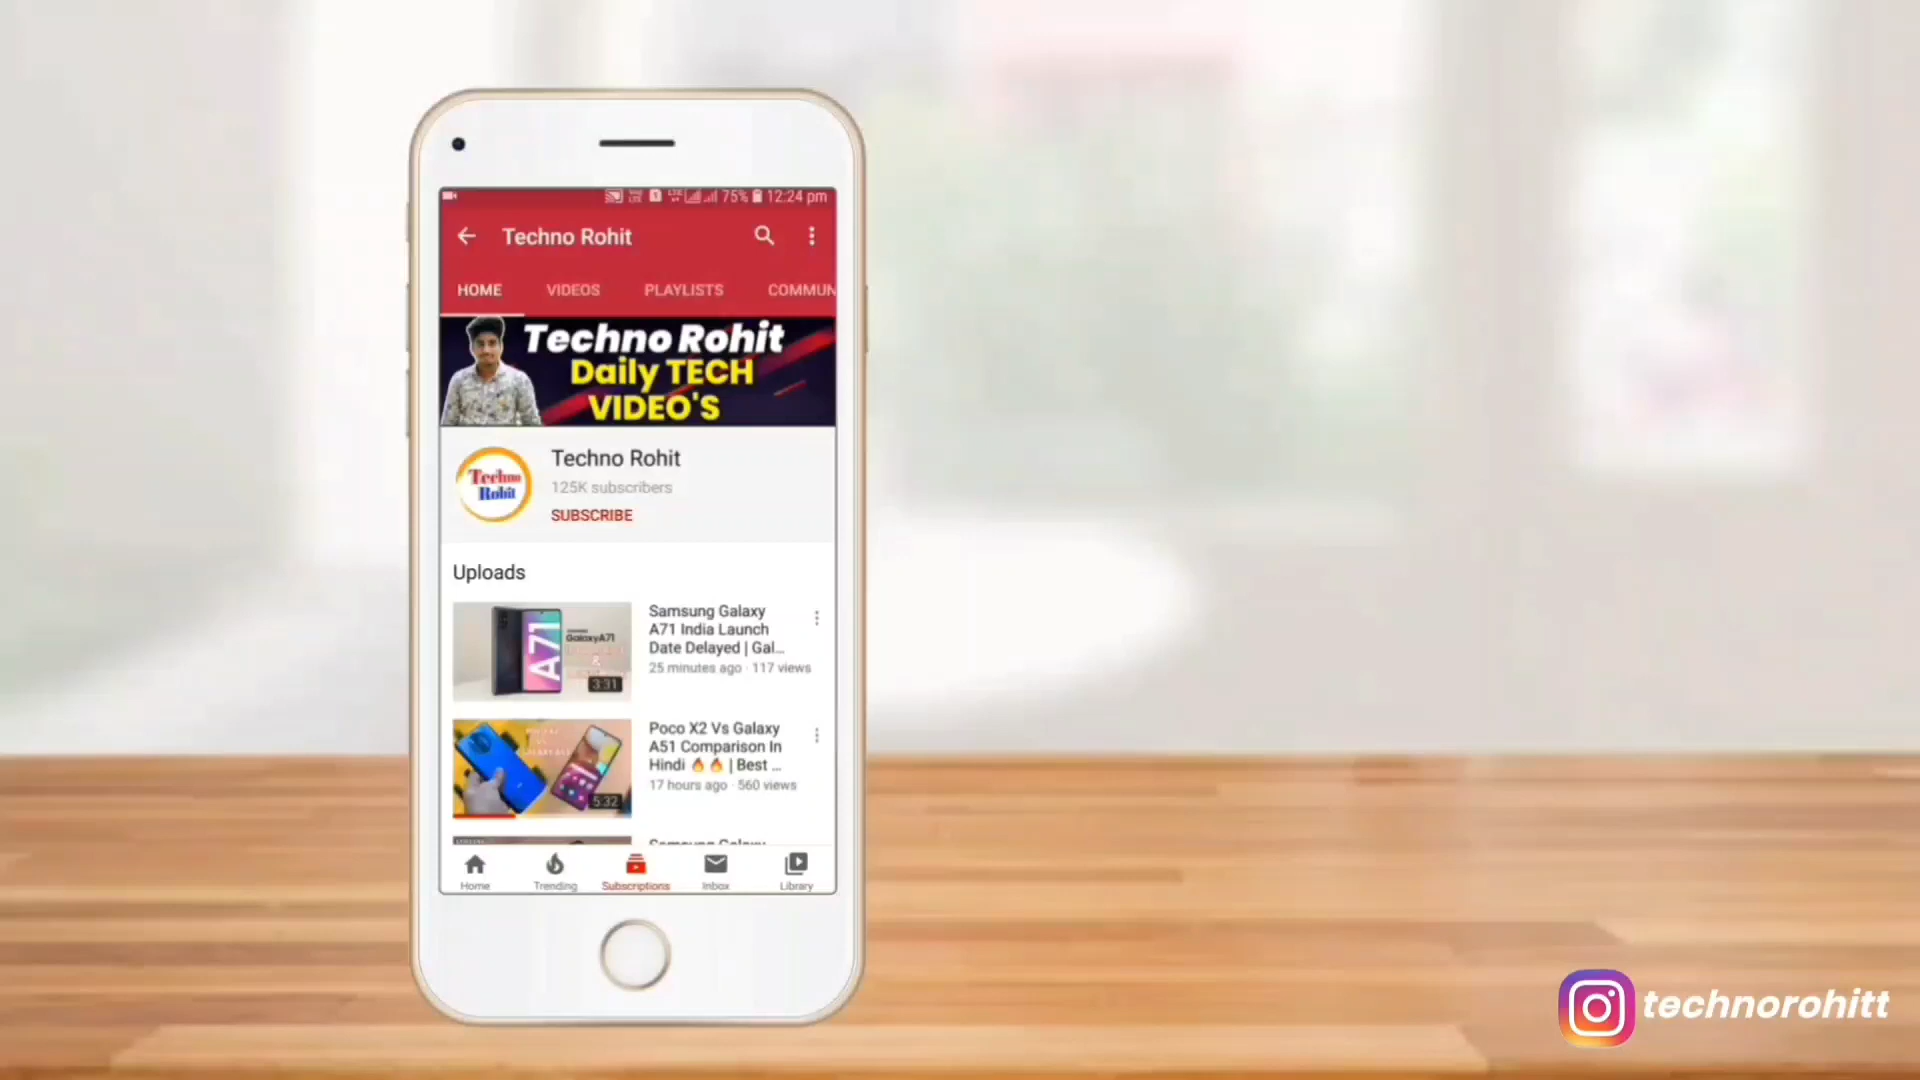 75% 12:24 pm
Techno Rohit
HOME VIDEOS PLAYLISTS COMMUN
Techno Rohit
Daily TECH
VIDEO'S
Techno
Rohit
Techno Rohit
125K subscribers
SUBSCRIBE
Uploads
A71
GalaxyA71
&
3:31
Samsung Galaxy
A71 India Launch
Date Delayed | Gal...
25 minutes ago · 117 views
5:32
Poco X2 Vs Galaxy
A51 Comparison In
Hindi 🔥🔥 | Best ...
17 hours ago · 560 views
Samsung Galaxy
Home Trending Subscriptions Inbox Library
technorohitt